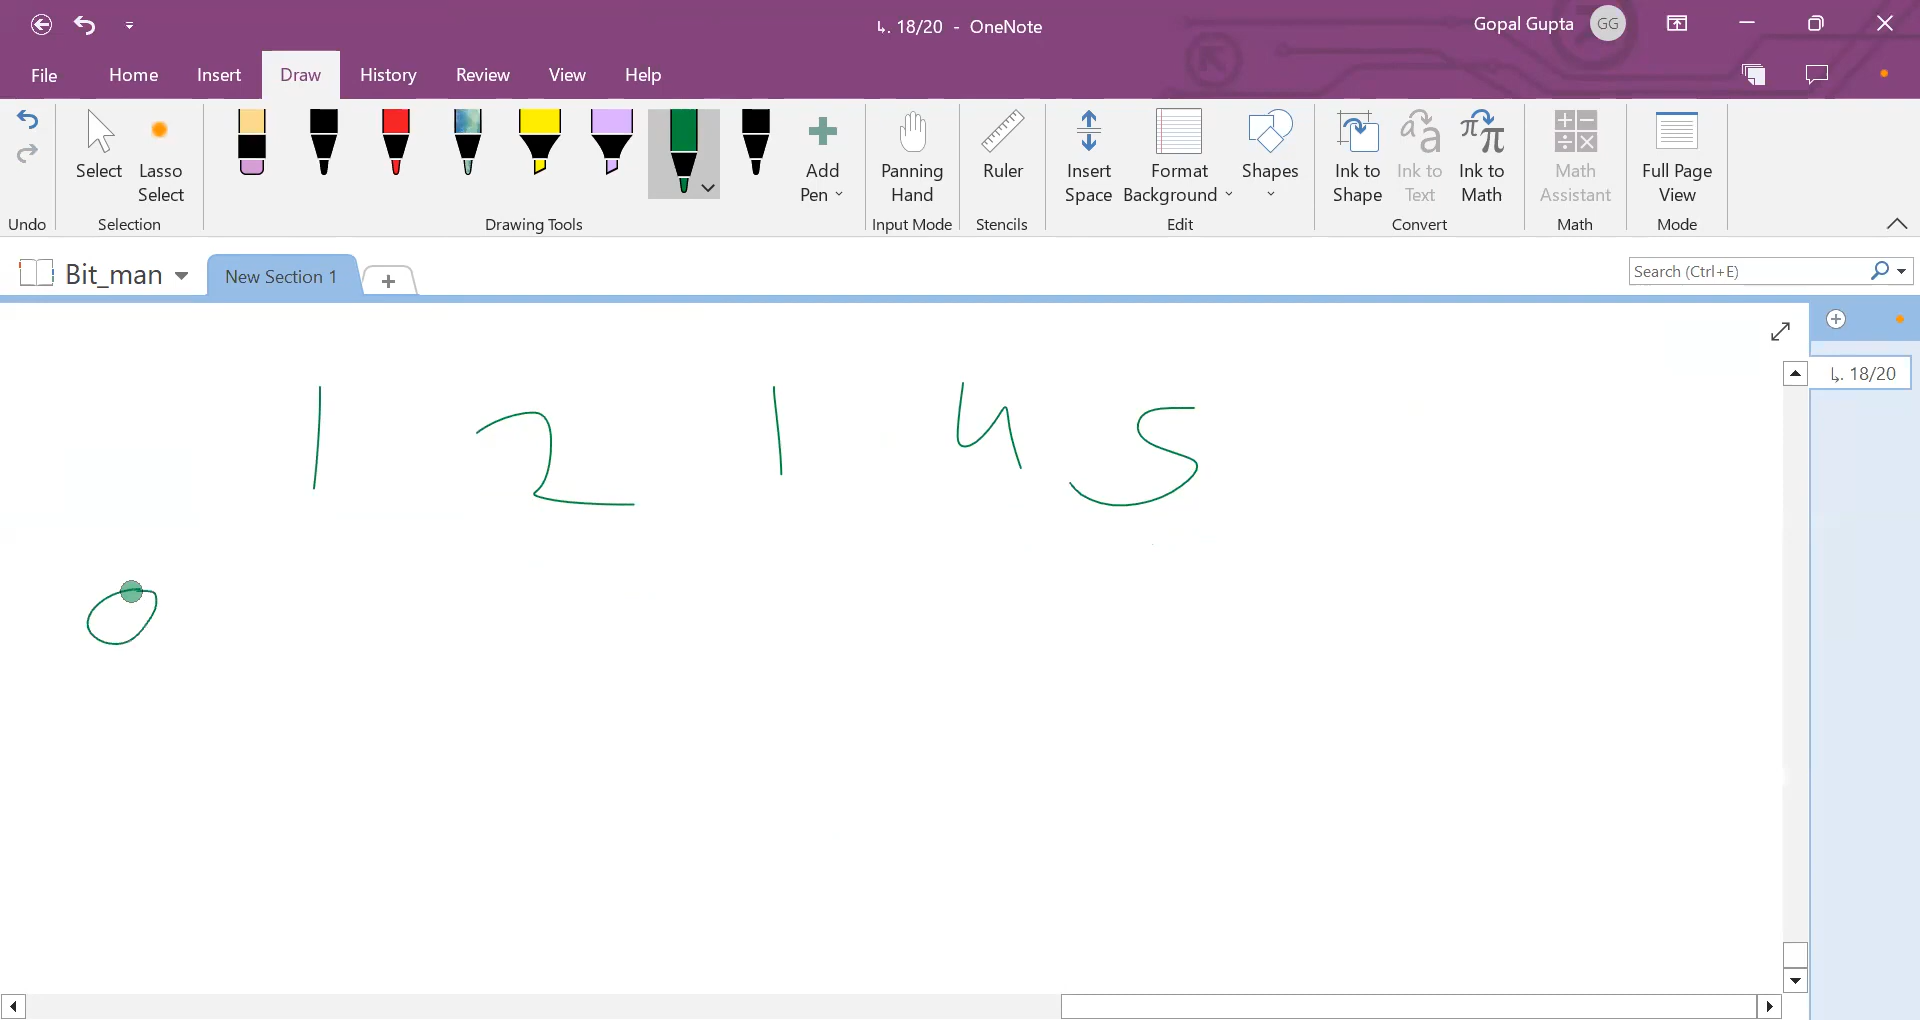 ↳. 18/20 - OneNote
Gopal Gupta GG
File Home Insert Draw History Review View Help
Select Lasso Select Add Pen Panning Hand Ruler Insert Space Format Background Shapes Ink to Shape Ink to Text Ink to Math Math Assistant Full Page View
Undo Selection Drawing Tools Input Mode Stencils Edit Convert Math Mode
Bit_man New Section 1 + Search (Ctrl+E)
↳. 18/20
1 2 1 4 5
0